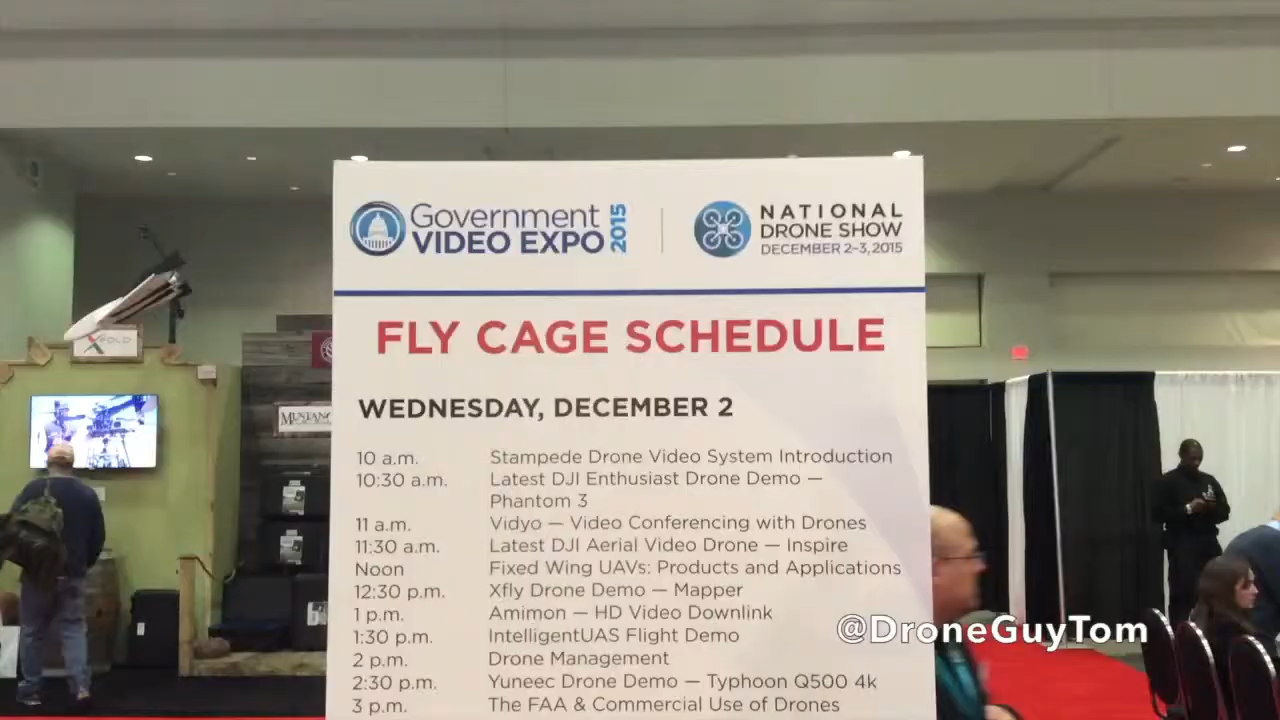 Government
VIDEO EXPO 2015
NATIONAL
DRONE SHOW
DECEMBER 2-3, 2015
FLY CAGE SCHEDULE
WEDNESDAY, DECEMBER 2
10 a.m. Stampede Drone Video System Introduction
10:30 a.m. Latest DJI Enthusiast Drone Demo —
Phantom 3
11 a.m. Vidyo — Video Conferencing with Drones
11:30 a.m. Latest DJI Aerial Video Drone — Inspire
Noon Fixed Wing UAVs: Products and Applications
12:30 p.m. Xfly Drone Demo — Mapper
1 p.m. Amimon — HD Video Downlink
1:30 p.m. IntelligentUAS Flight Demo
2 p.m. Drone Management
2:30 p.m. Yuneec Drone Demo — Typhoon Q500 4k
3 p.m. The FAA & Commercial Use of Drones
XFOLD
MUSTANG
@DroneGuyTom